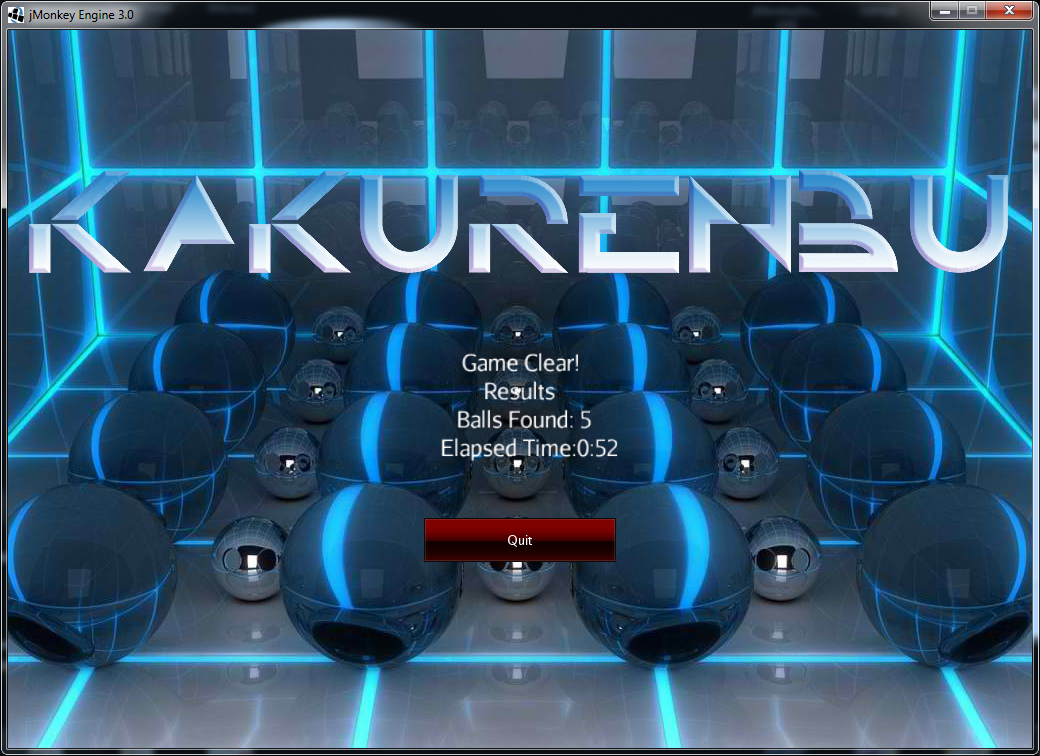 jMonkey Engine 3.0
KAKURENBU
Game Clear!
Results
Balls Found: 5
Elapsed Time:0:52
Quit